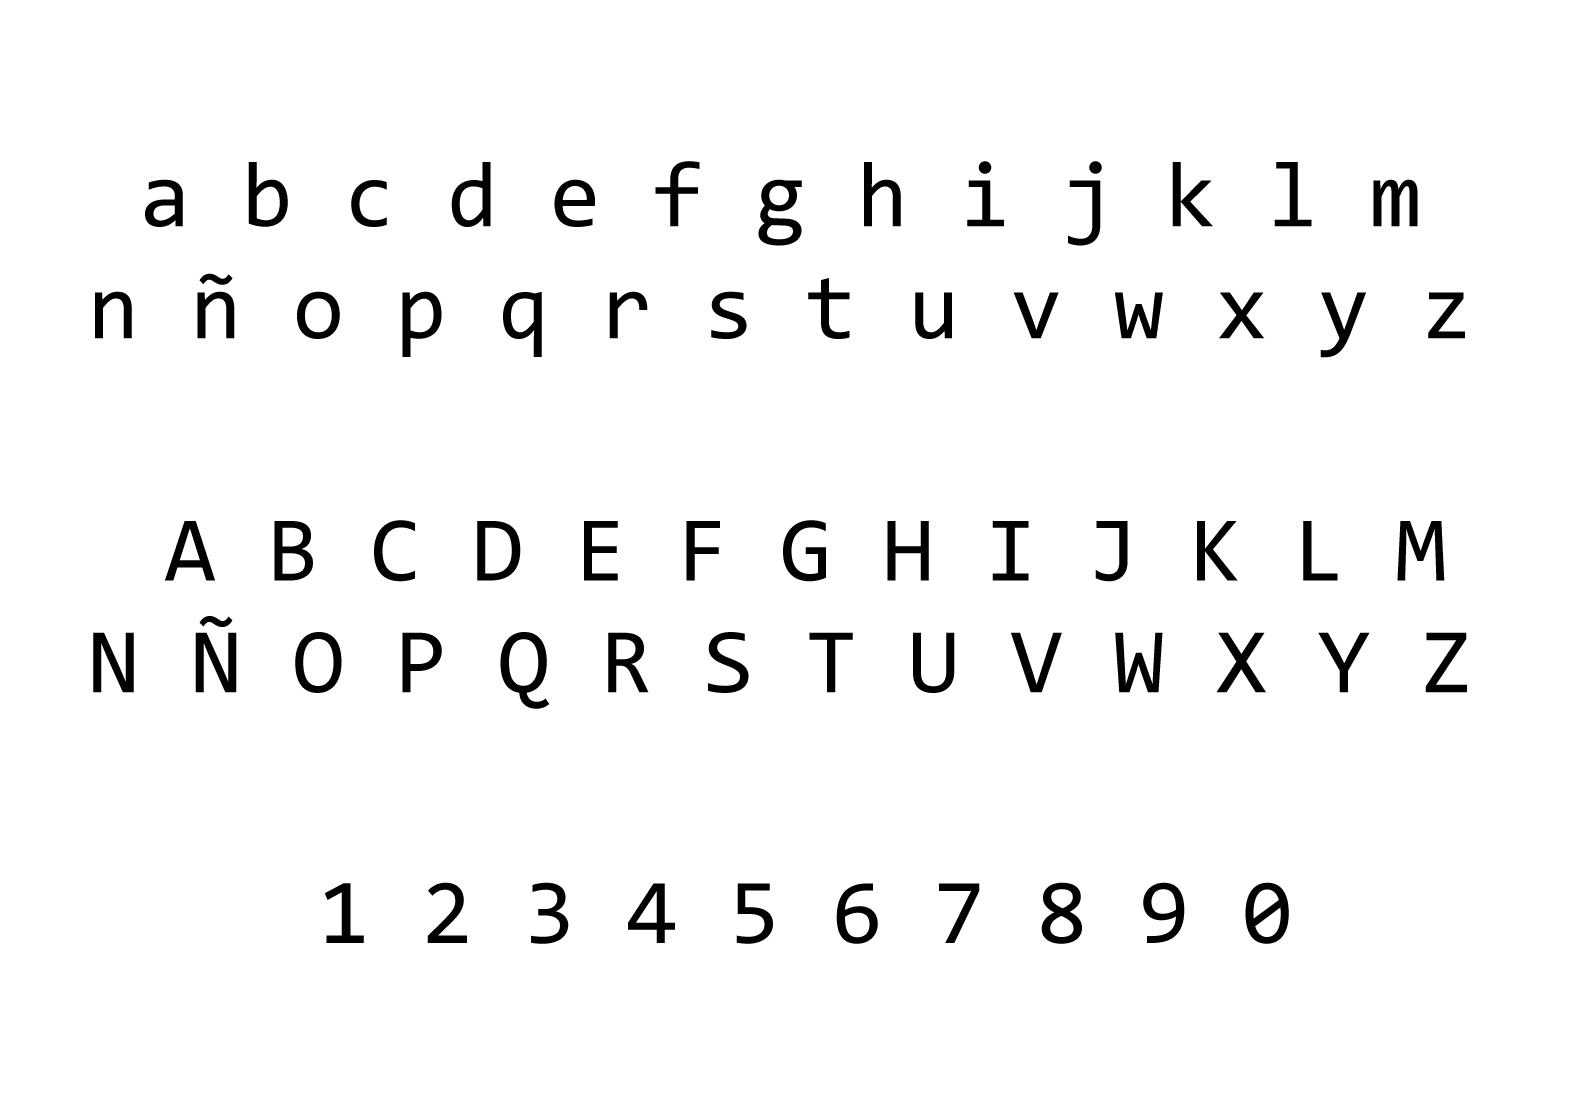 a b c d e f g h i j k l m
n ñ o p q r s t u v w x y z
A B C D E F G H I J K L M
N Ñ O P Q R S T U V W X Y Z
1 2 3 4 5 6 7 8 9 0